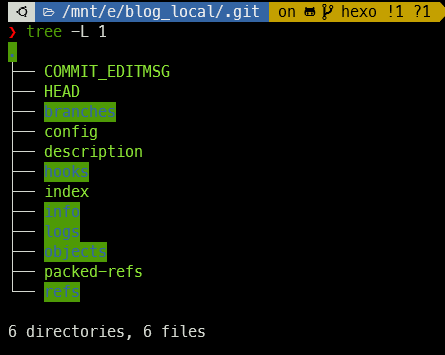 /mnt/e/blog_local/.git on hexo !1 ?1
❯ tree -L 1
.
├── COMMIT_EDITMSG
├── HEAD
├── branches
├── config
├── description
├── hooks
├── index
├── info
├── logs
├── objects
├── packed-refs
└── refs
6 directories, 6 files